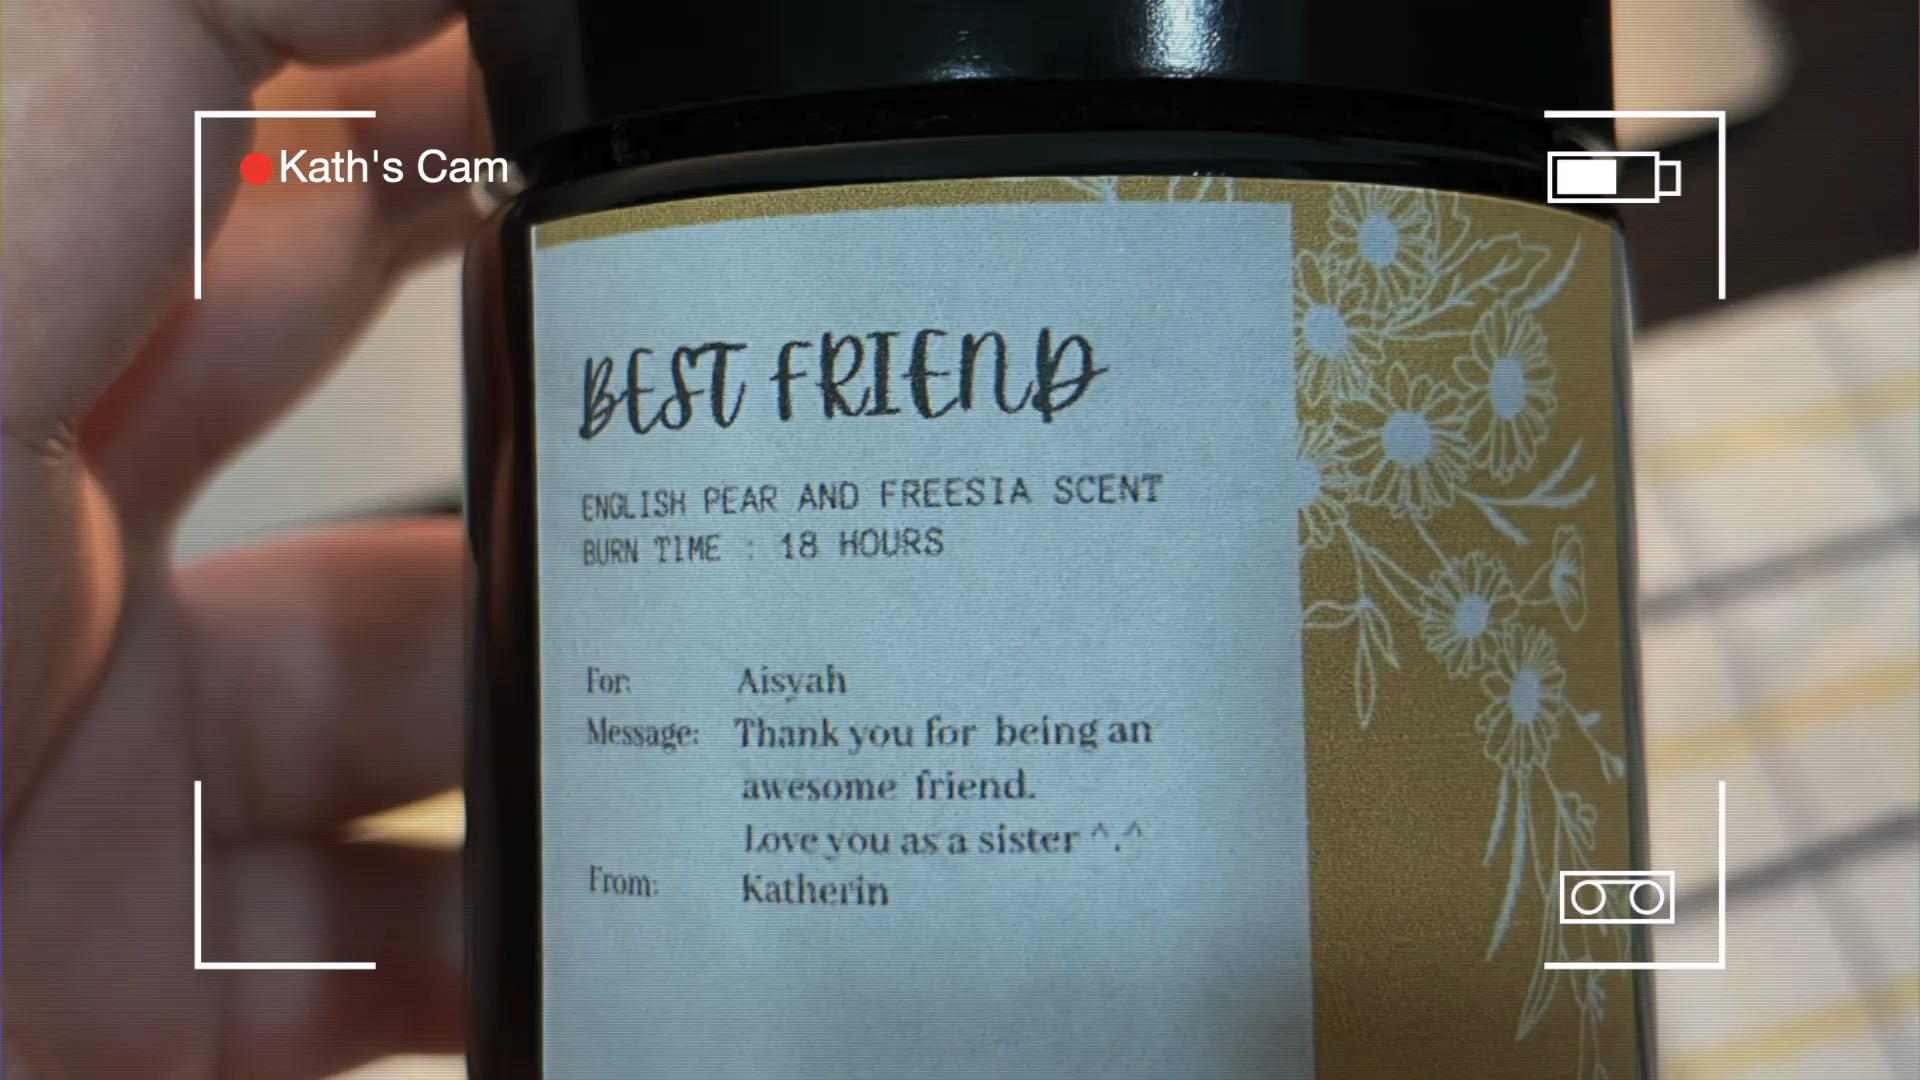 Kath's Cam
BEST FRIEND
ENGLISH PEAR AND FREESIA SCENT
BURN TIME : 18 HOURS
For: Aisyah
Message: Thank you for being an
awesome friend.
Love you as a sister ^.^
From: Katherin